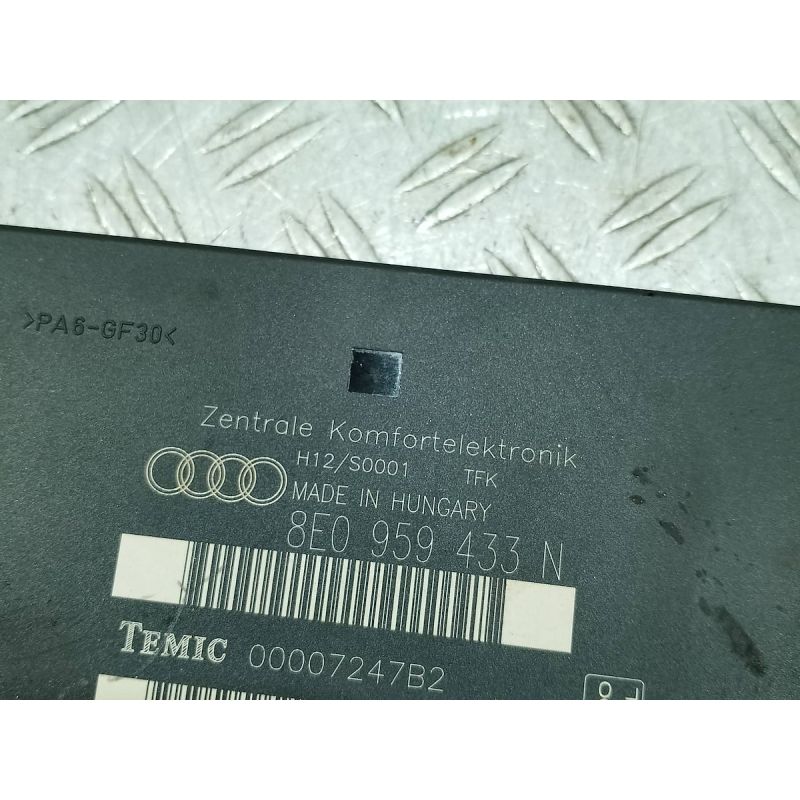 >PA6-GF30<
Zentrale Komfortelektronik
H12/S0001 TFK
MADE IN HUNGARY
8E0 959 433 N
TEMIC 00007247B2